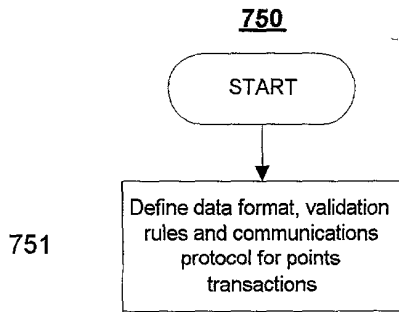 750
START
Define data format, validation
rules and communications
protocol for points
transactions
751